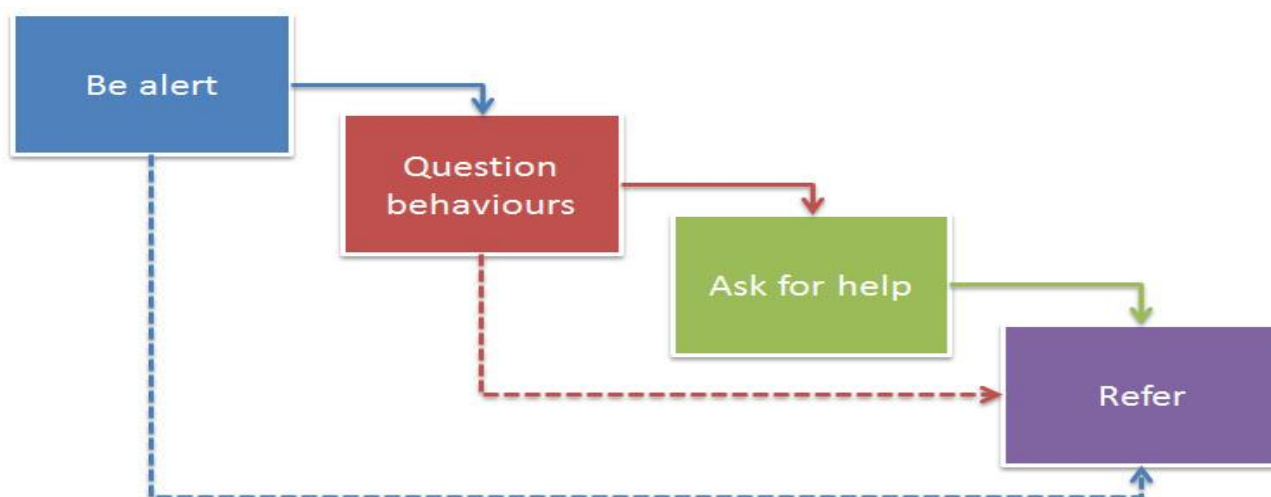 Be alert
Question
behaviours
Ask for help
Refer